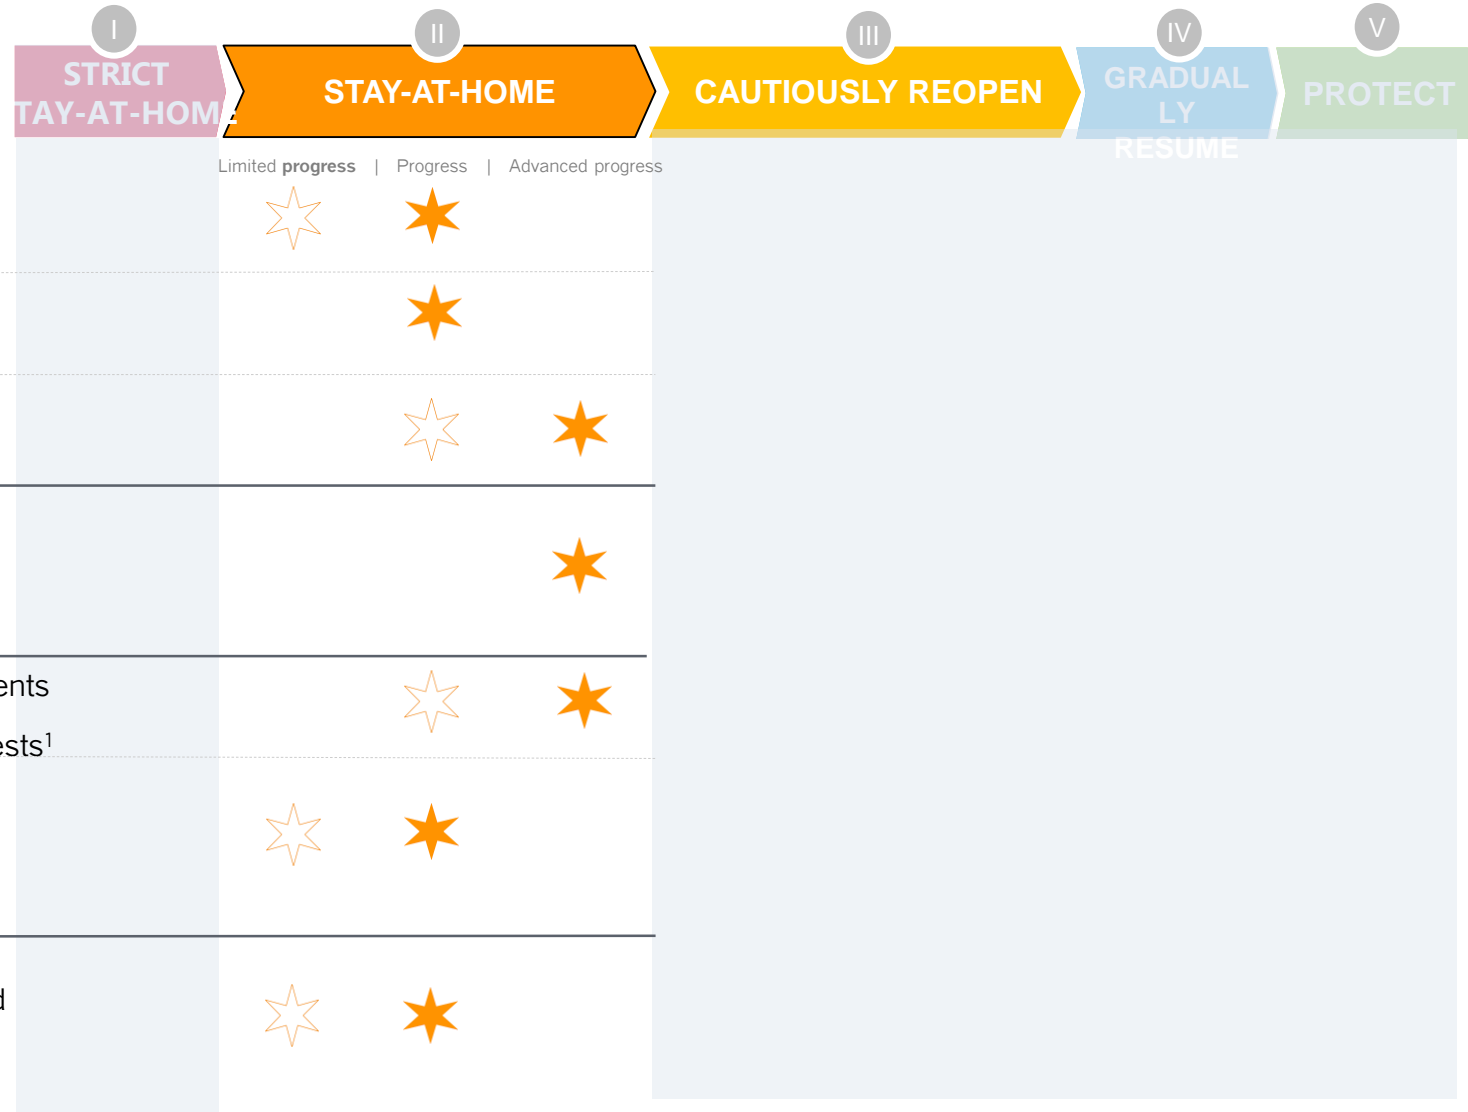 I
II
III
IV
V
STRICT
TAY-AT-HOME
STAY-AT-HOME
CAUTIOUSLY REOPEN
GRADUAL
LY
RESUME
PROTECT
Limited progress | Progress | Advanced progress
ents
ests¹
d